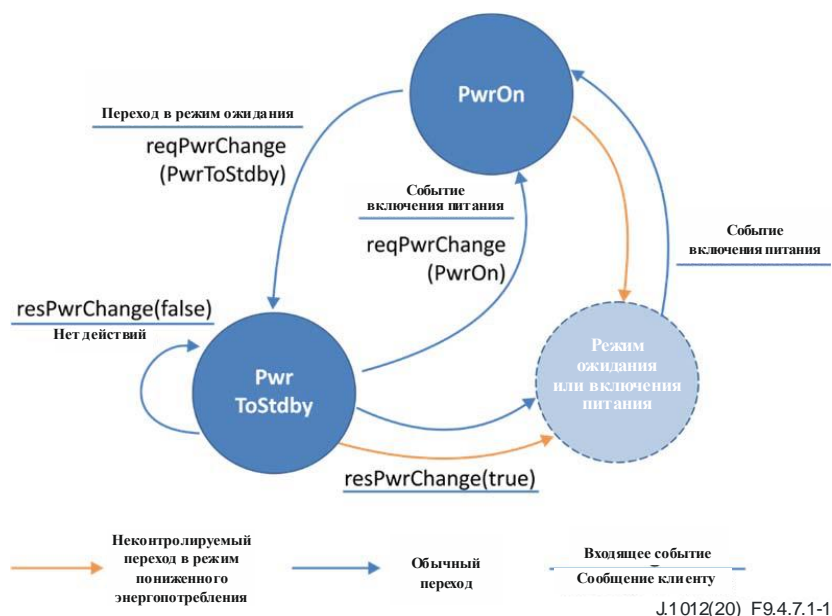 PwrOn
Переход в режим ожидания
reqPwrChange
(PwrToStdby)
Событие
включения питания
reqPwrChange
(PwrOn)
Событие
включения питания
resPwrChange(false)
Нет действий
Pwr
ToStdby
Режим
ожидания
или включения
питания
resPwrChange(true)
Неконтролируемый
переход в режим
пониженного
энергопотребления
Обычный
переход
Входящее событие
Сообщение клиенту
J.1012(20)_F9.4.7.1-1